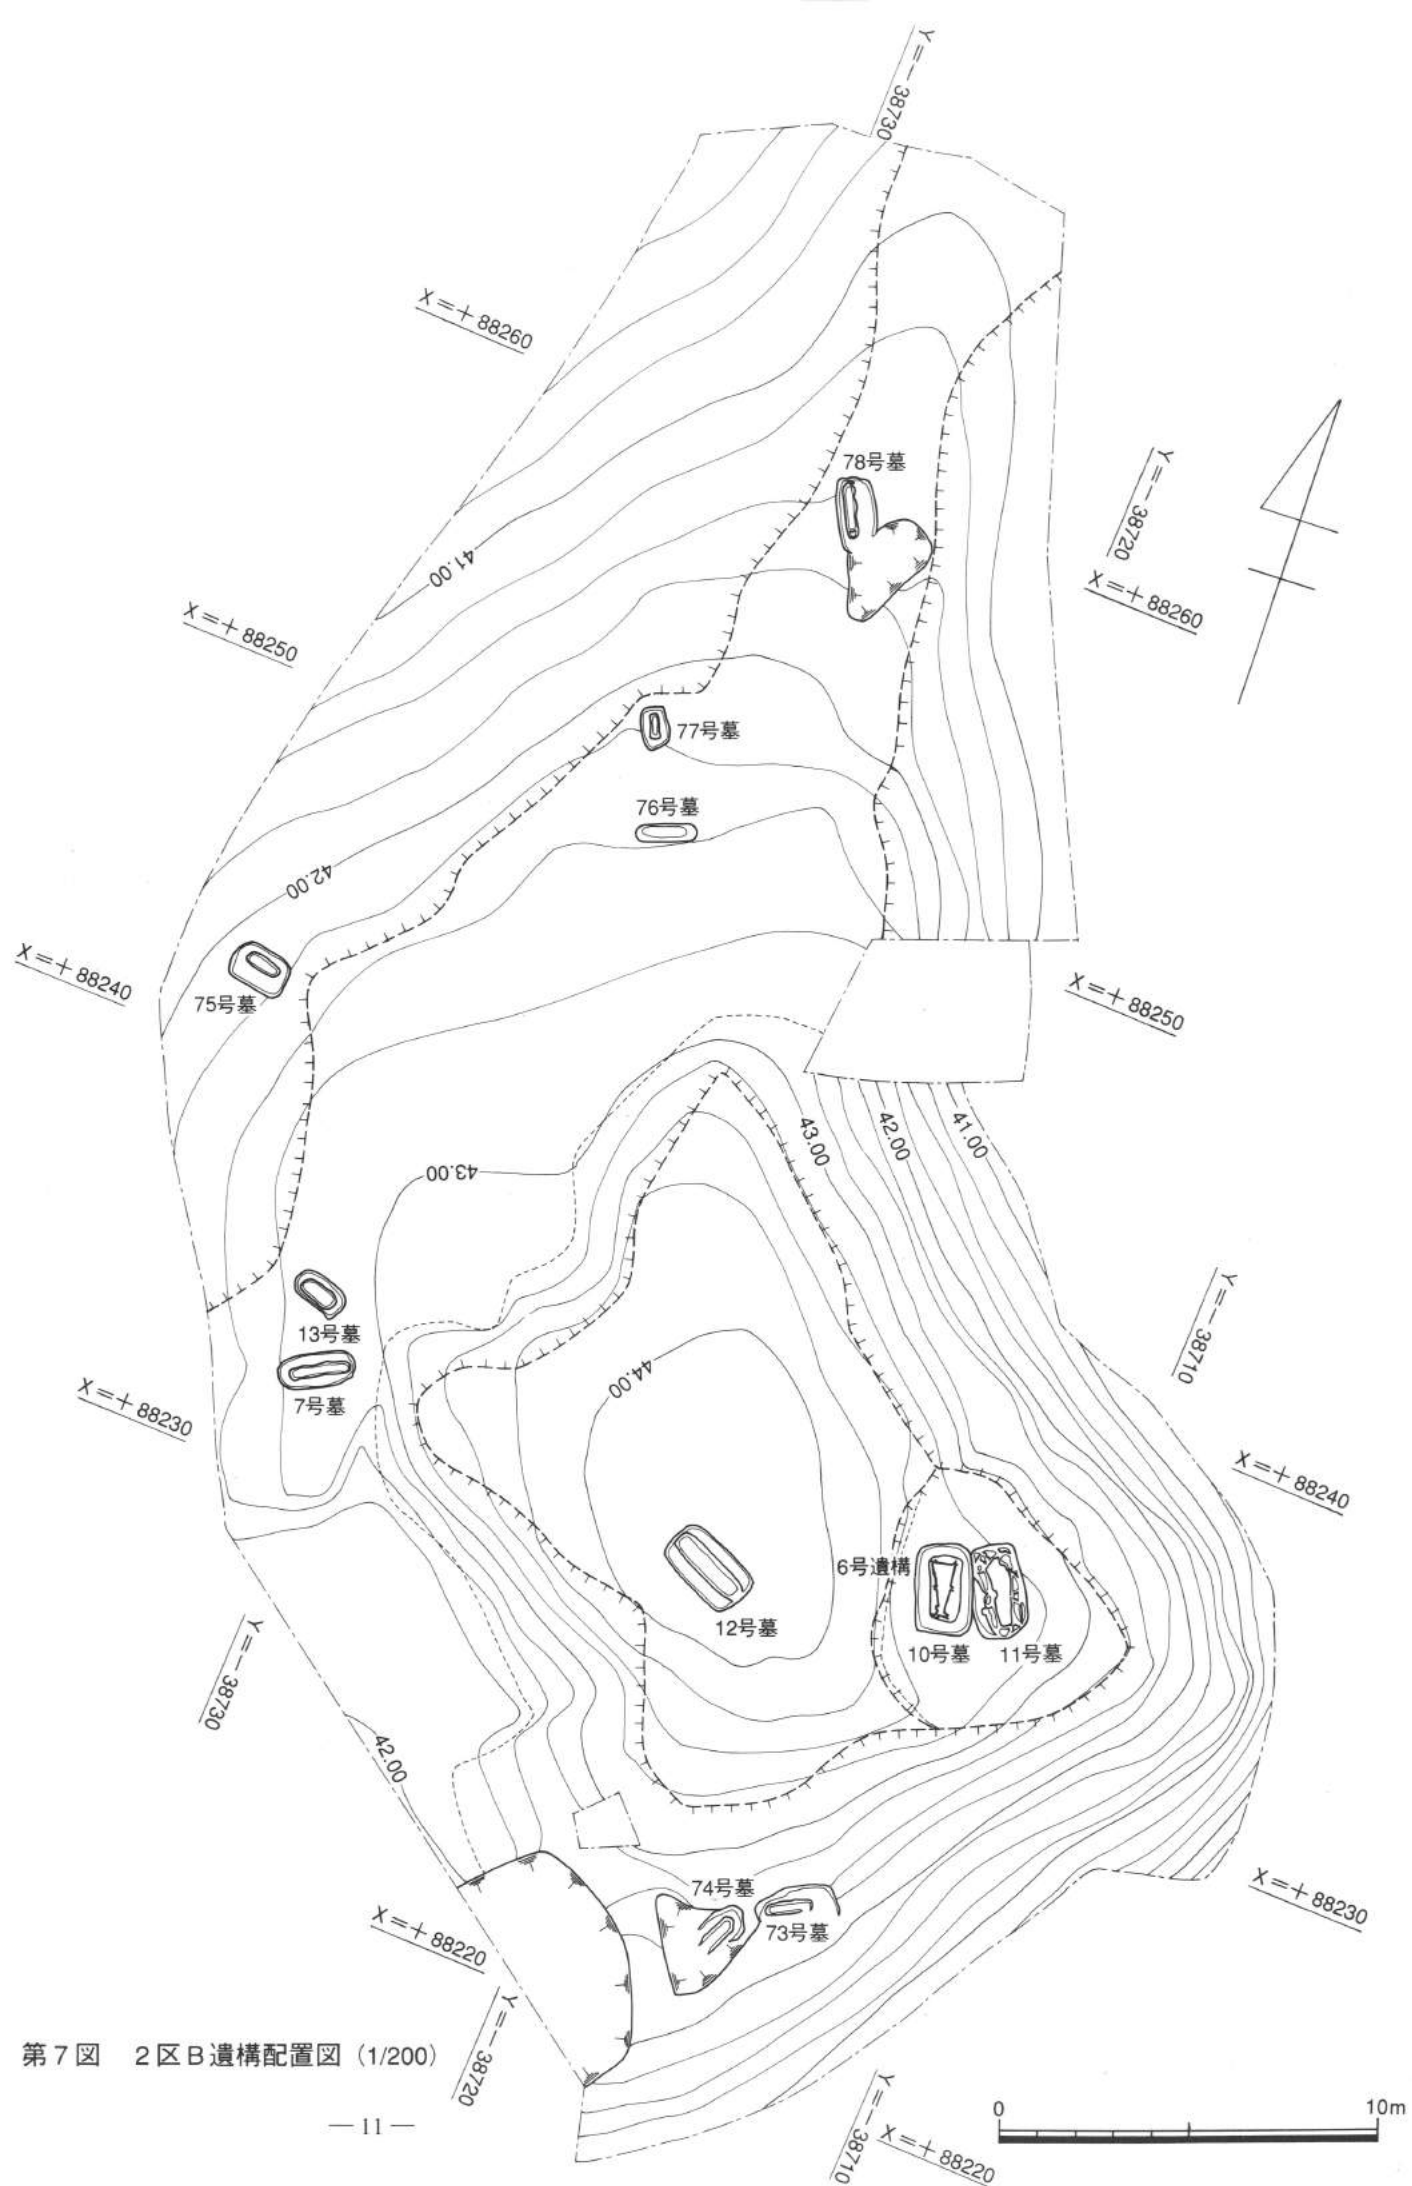 Y=-38730
X=+88260
78号墓
Y=-38720
X=+88260
41.00
X=+88250
77号墓
76号墓
42.00
X=+88240
75号墓
X=+88250
43.00
42.00
41.00
43.00
13号墓
Y=-38710
7号墓
44.00
X=+88230
X=+88240
6号遺構
12号墓
10号墓
11号墓
Y=-38730
42.00
74号墓
73号墓
X=+88230
X=+88220
Y=-38720
第7図 2区B遺構配置図 (1/200)
Y=-38710
X=+88220
0 10m
— 11 —